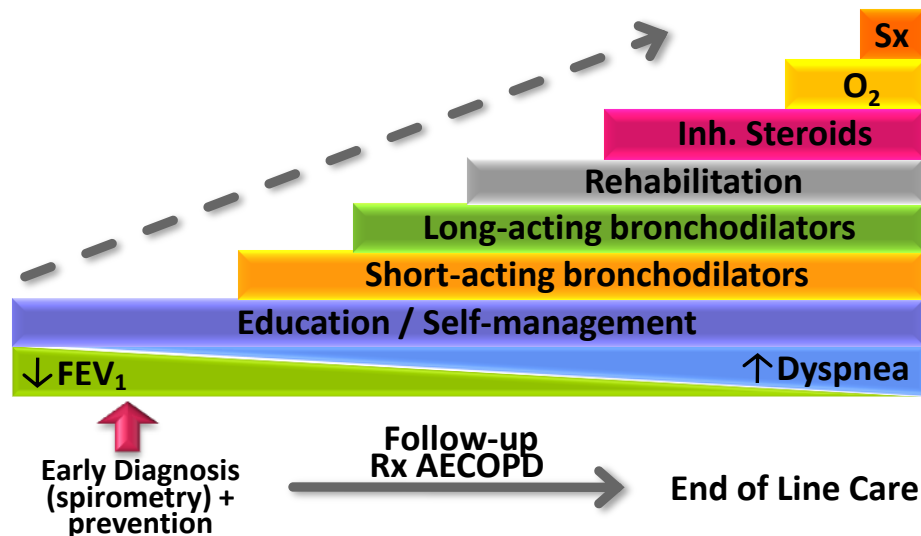 Sx
O₂
Inh. Steroids
Rehabilitation
Long-acting bronchodilators
Short-acting bronchodilators
Education / Self-management
↓ FEV₁
↑ Dyspnea
Early Diagnosis
(spirometry) +
prevention
Follow-up
Rx AECOPD
End of Line Care